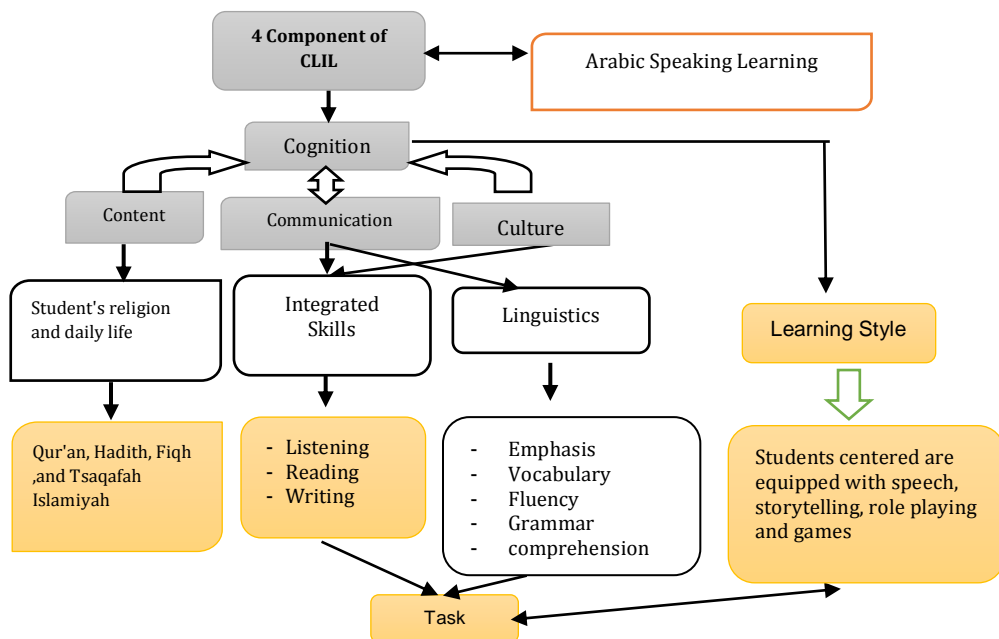 4 Component of
CLIL
Arabic Speaking Learning
Cognition
Content
Communication
Culture
Student's religion
and daily life
Integrated
Skills
Linguistics
Learning Style
Qur'an, Hadith, Fiqh
,and Tsaqafah
Islamiyah
- Listening
- Reading
- Writing
- Emphasis
- Vocabulary
- Fluency
- Grammar
- comprehension
Students centered are
equipped with speech,
storytelling, role playing
and games
Task